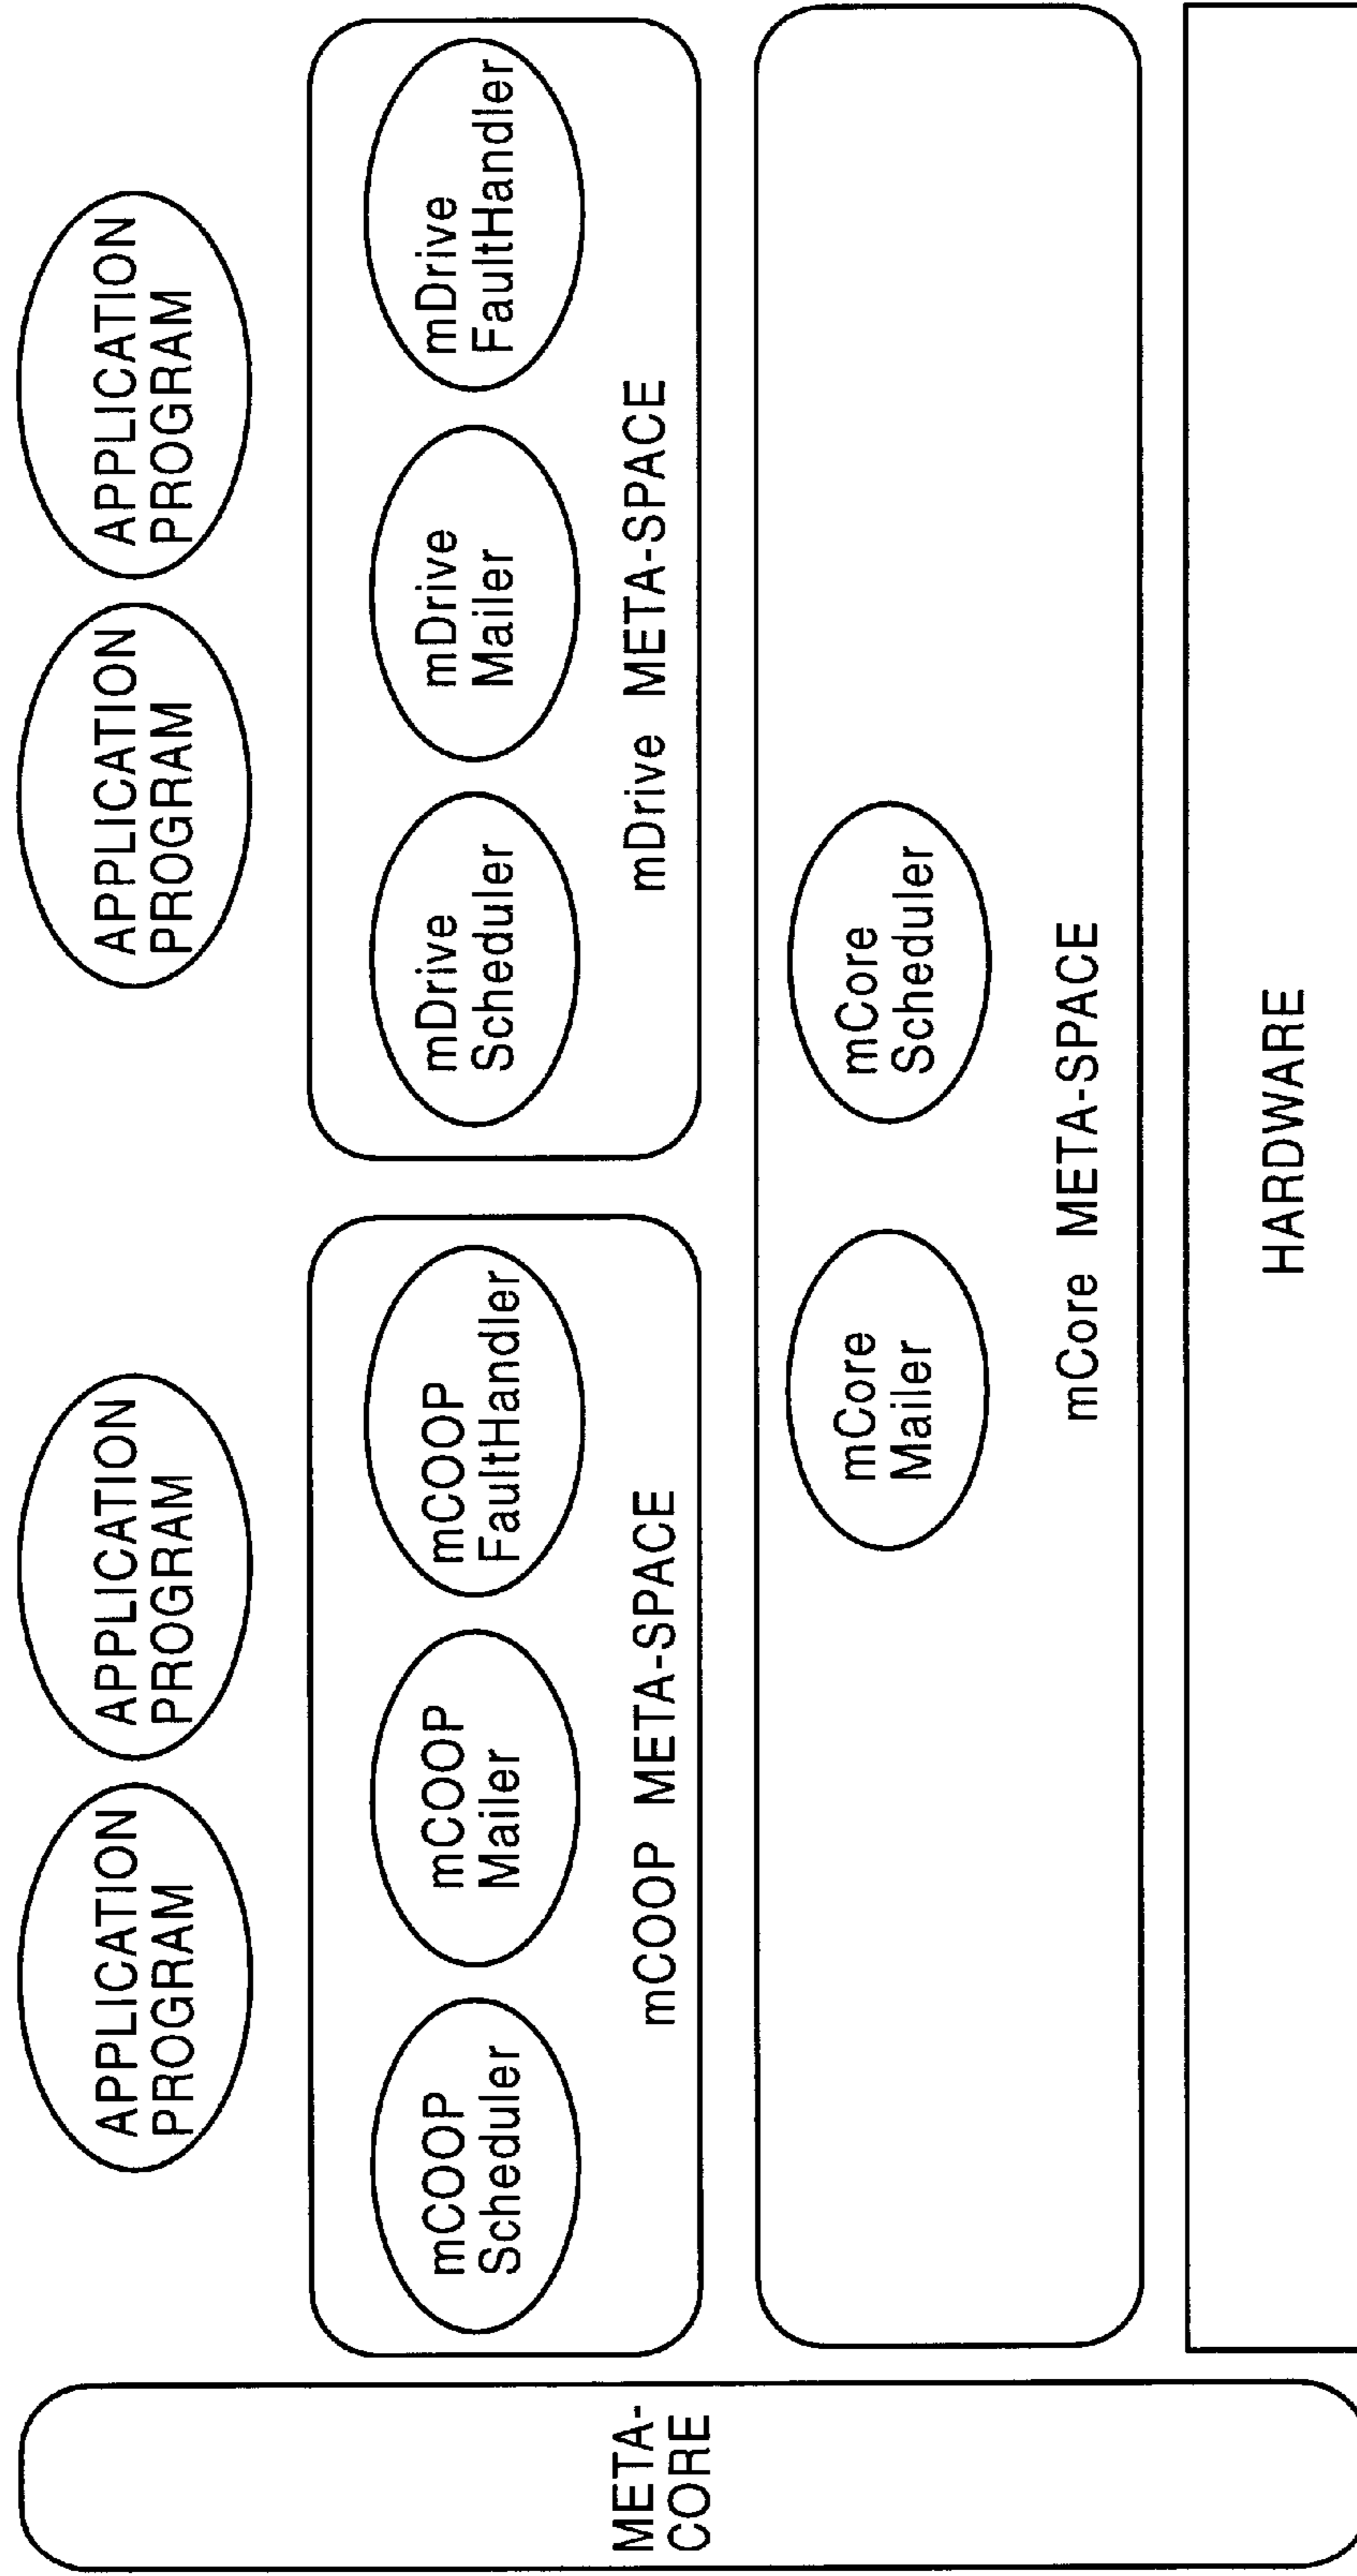 APPLICATION
PROGRAM
APPLICATION
PROGRAM
APPLICATION
PROGRAM
APPLICATION
PROGRAM
mCOOP
Scheduler
mCOOP
Mailer
mCOOP
FaultHandler
mCOOP META-SPACE
mDrive
Scheduler
mDrive
Mailer
mDrive
FaultHandler
mDrive META-SPACE
META-
CORE
mCore
Mailer
mCore
Scheduler
mCore META-SPACE
HARDWARE